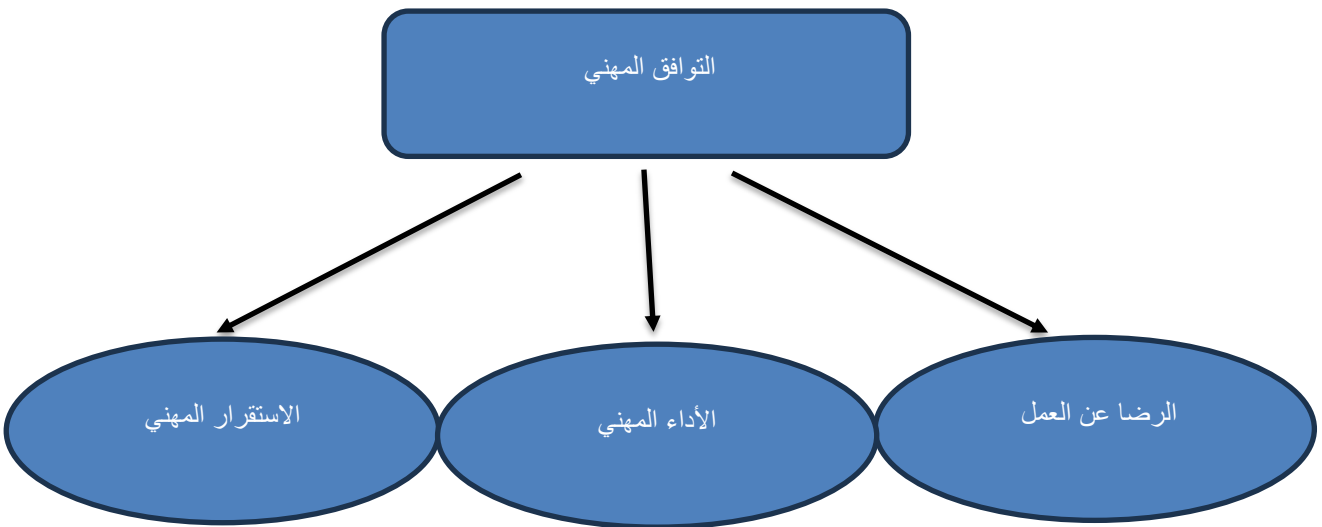 التوافق المهني
الرضا عن العمل
الأداء المهني
الاستقرار المهني